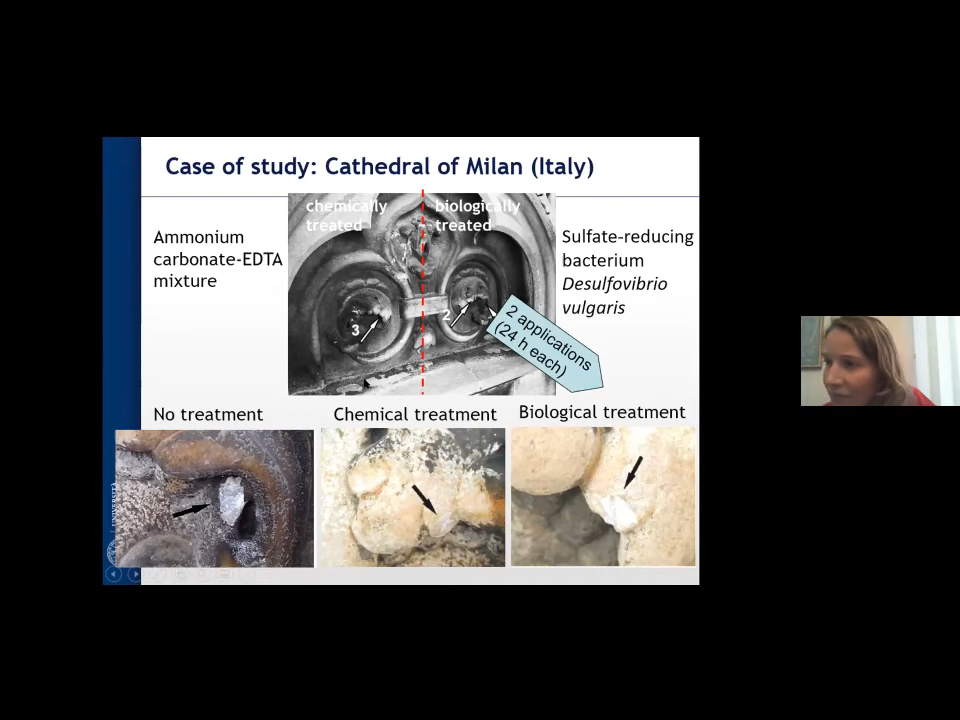 Case of study: Cathedral of Milan (Italy)
Ammonium
carbonate-EDTA
mixture
chemically
treated
biologically
treated
3
2
2 applications
(24 h each)
Sulfate-reducing
bacterium
Desulfovibrio
vulgaris
No treatment
Chemical treatment
Biological treatment
UNIVERSITÀ